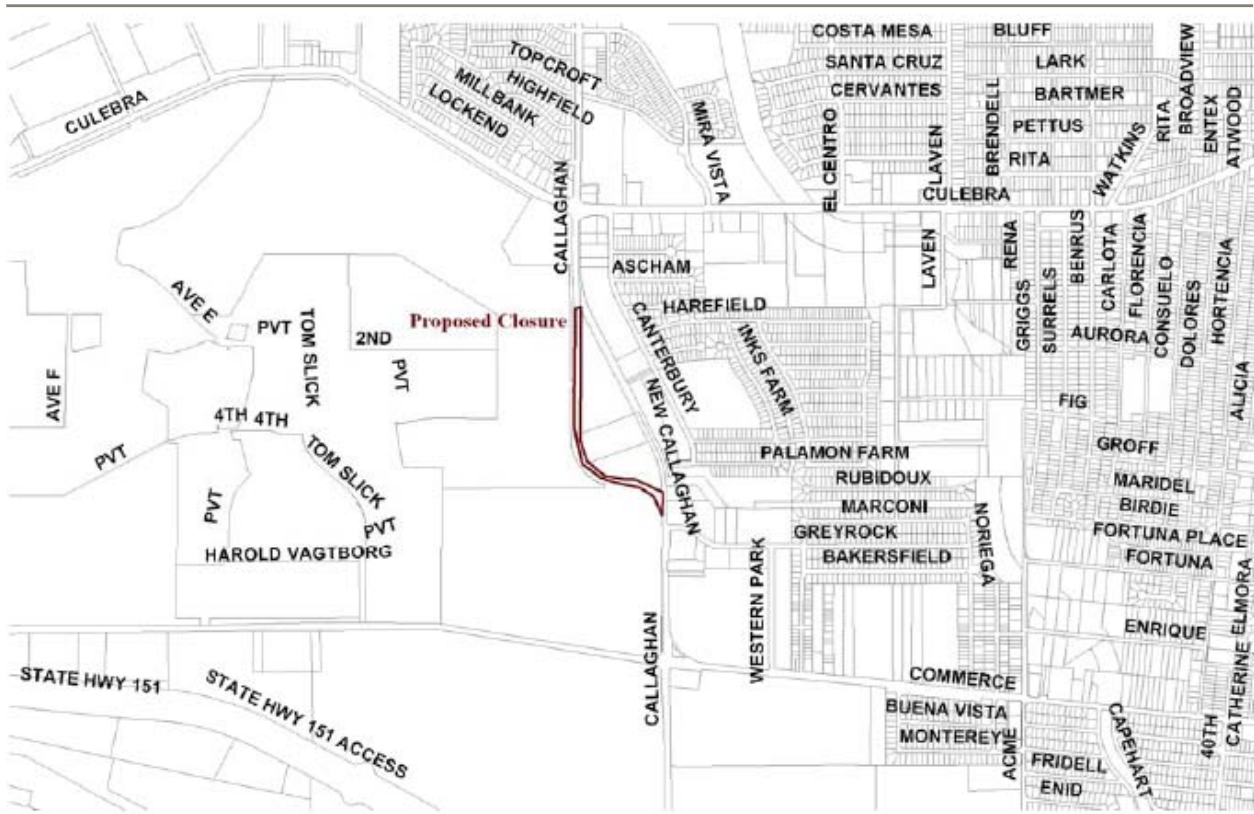 COSTA MESA
BLUFF
TOPCROFT
SANTA CRUZ
LARK
BROADVIEW
HIGHFIELD
CERVANTES
BARTMER
RITA
ENTEX
ATWOOD
MILLBANK
CULEBRA
LOCKEND
MIRA VISTA
BRENDELL
PETTUS
EL CENTRO
LAVEN
RITA
WATKINS
CULEBRA
CALLAGHAN
LAVEN
RENA
BENRUS
CARLOTA
FLORENCIA
CONSUELO
DOLORES
HORTENCIA
ASCHAM
AVE E
HAREFIELD
GRIGGS
SURRELS
Proposed Closure
PVT
TOM SLICK
2ND
CANTERBURY
INKS FARM
AURORA
PVT
AVE F
NEW CALLAGHAN
ALICIA
FIG
4TH
4TH
GROFF
PVT
TOM SLICK
PALAMON FARM
RUBIDOUX
MARIDEL
PVT
MARCONI
BIRDIE
PVT
GREYROCK
NORIEGA
FORTUNA PLACE
HAROLD VAGTBORG
BAKERSFIELD
FORTUNA
WESTERN PARK
ENRIQUE
CATHERINE ELMORA
CALLAGHAN
STATE HWY 151
STATE HWY 151 ACCESS
COMMERCE
BUENA VISTA
CAPEHART
40TH
MONTEREY
ACME
FRIDELL
ENID